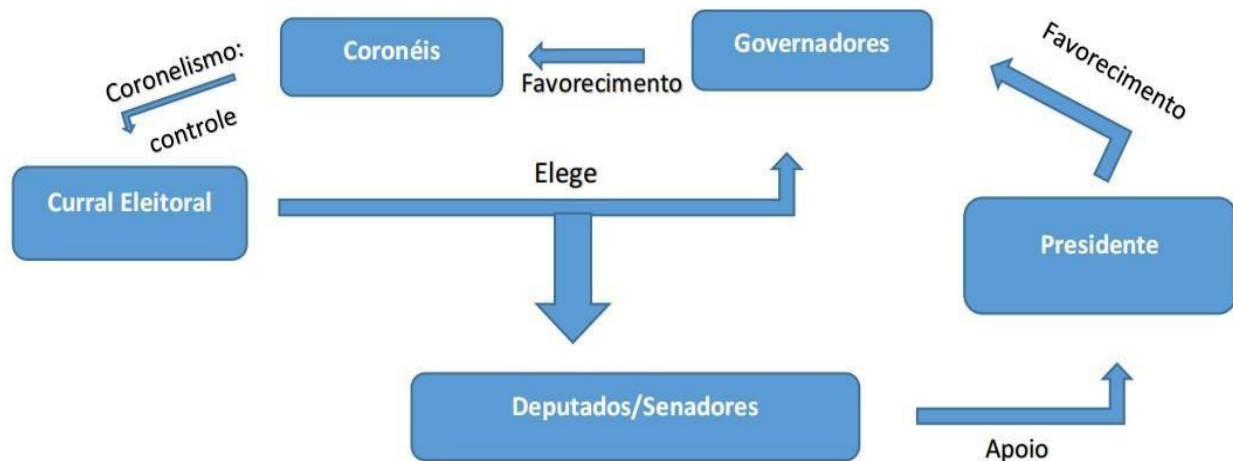 Coronéis
Governadores
Favorecimento
Favorecimento
Coronelismo:
controle
Curral Eleitoral
Elege
Presidente
Deputados/Senadores
Apoio